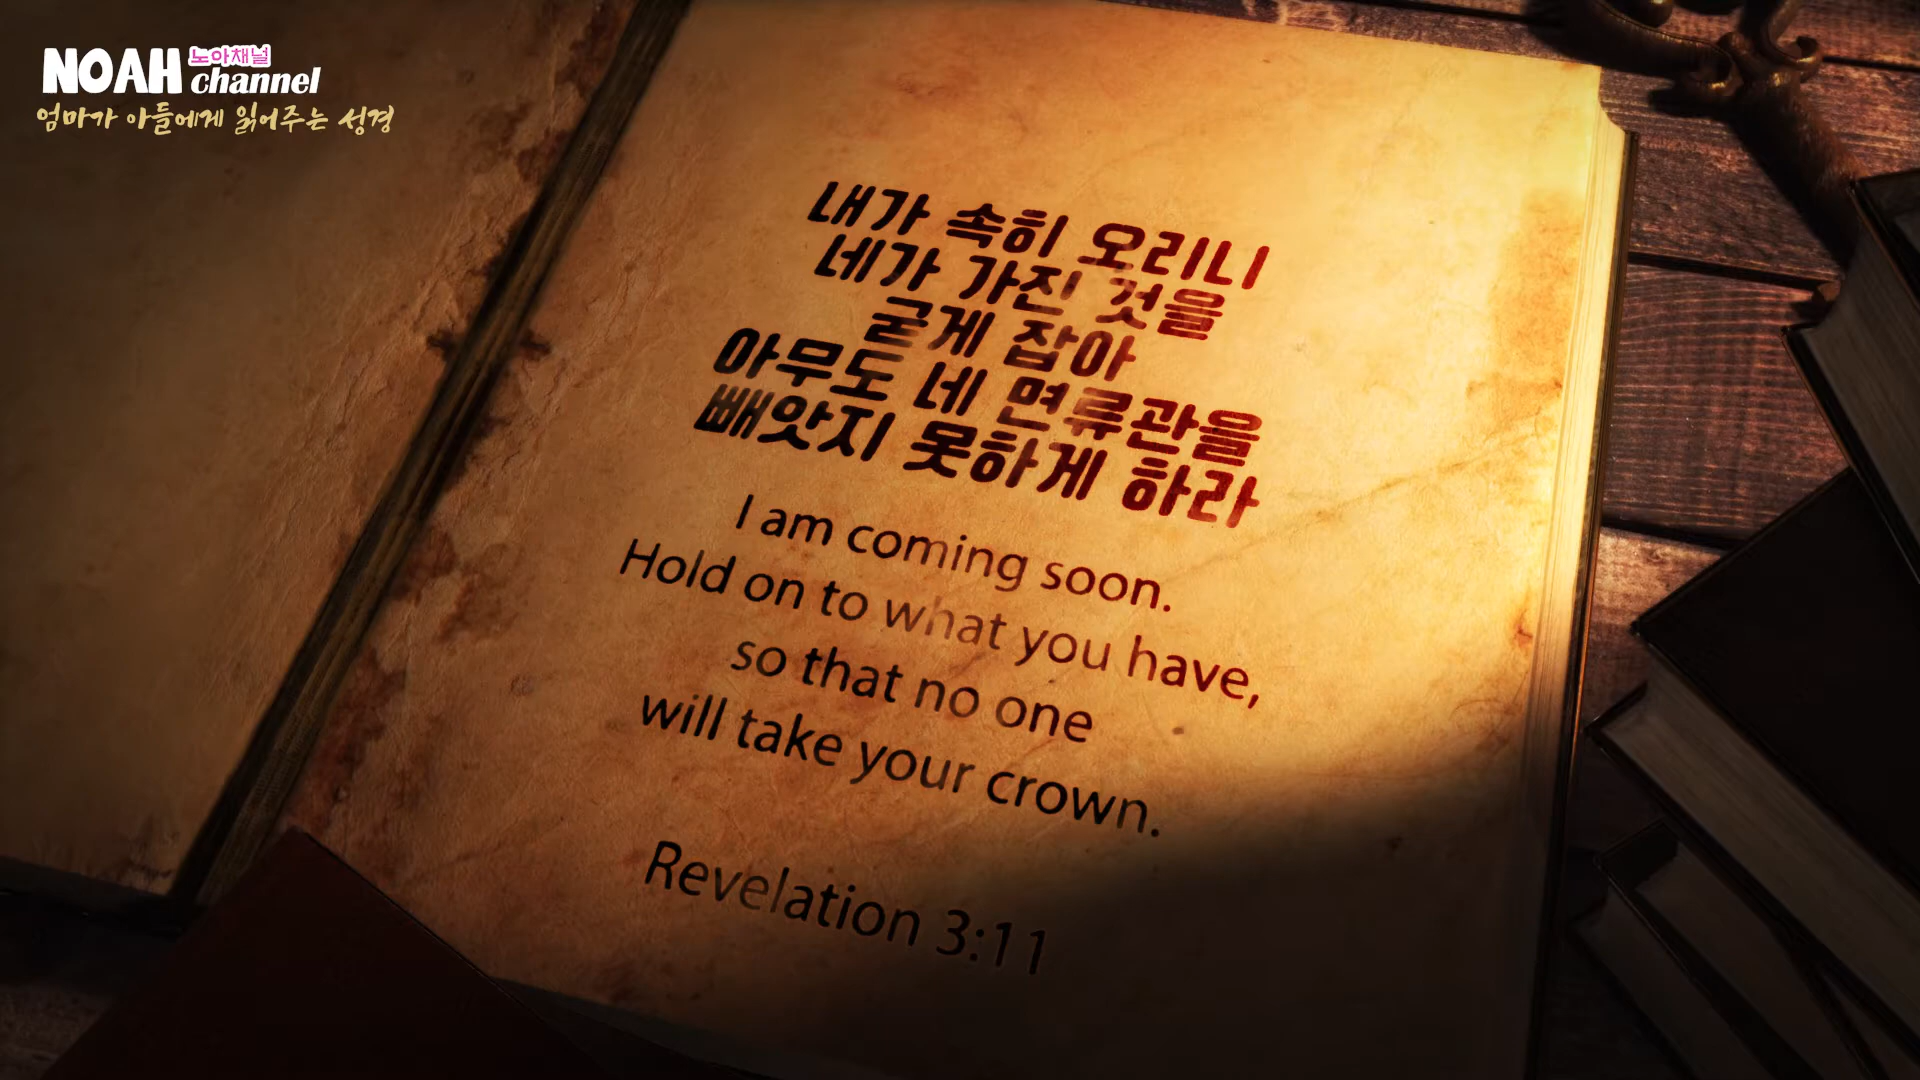 NOAH 노아채널
channel
엄마가 아들에게 읽어주는 성경
내가 속히 오리니
네가 가진 것을
굳게 잡아
아무도 네 면류관을
빼앗지 못하게 하라
I am coming soon.
Hold on to what you have,
so that no one
will take your crown.
Revelation 3:11